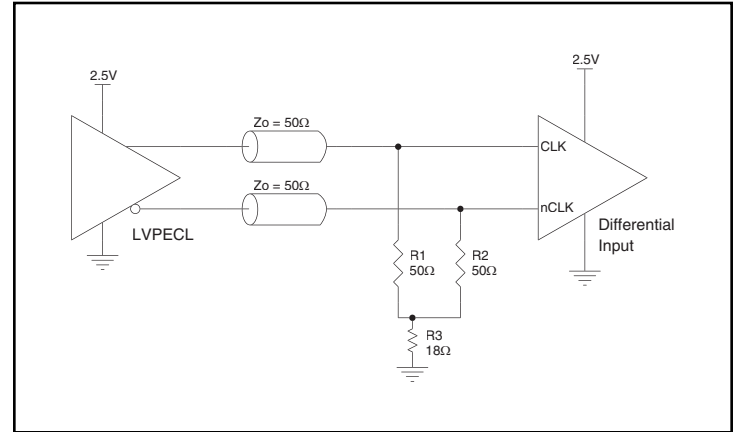 2.5V
2.5V
Zo = 50Ω
CLK
Zo = 50Ω
nCLK
LVPECL
Differential
Input
R1
50Ω
R2
50Ω
R3
18Ω